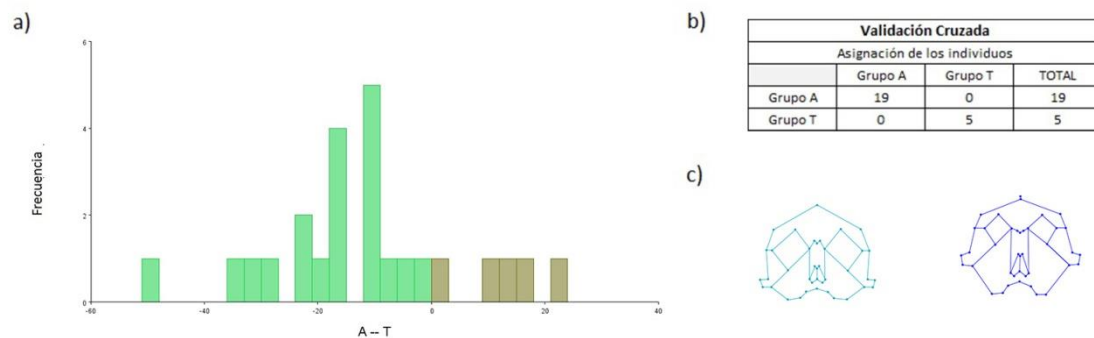 a)
6
4
2
0
-60
-40
-20
0
20
40
Frecuencia
A -- T
b)
Validación Cruzada
Asignación de los individuos
Grupo A Grupo T TOTAL
Grupo A 19 0 19
Grupo T 0 5 5
c)